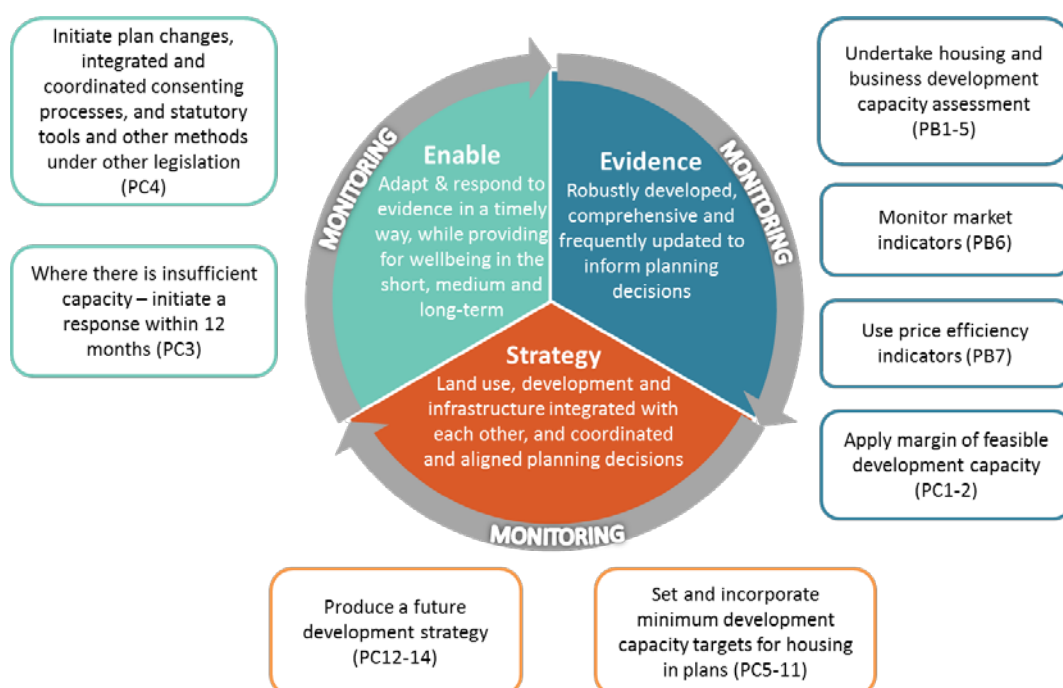 Initiate plan changes,
integrated and
coordinated consenting
processes, and statutory
tools and other methods
under other legislation
(PC4)
Where there is insufficient
capacity – initiate a
response within 12
months (PC3)
MONITORING
Enable
Adapt & respond to
evidence in a timely
way, while providing
for wellbeing in the
short, medium and
long-term
Evidence
Robustly developed,
comprehensive and
frequently updated to
inform planning
decisions
MONITORING
Strategy
Land use, development and
infrastructure integrated with
each other, and coordinated
and aligned planning decisions
MONITORING
Undertake housing and
business development
capacity assessment
(PB1-5)
Monitor market
indicators (PB6)
Use price efficiency
indicators (PB7)
Apply margin of feasible
development capacity
(PC1-2)
Produce a future
development strategy
(PC12-14)
Set and incorporate
minimum development
capacity targets for housing
in plans (PC5-11)